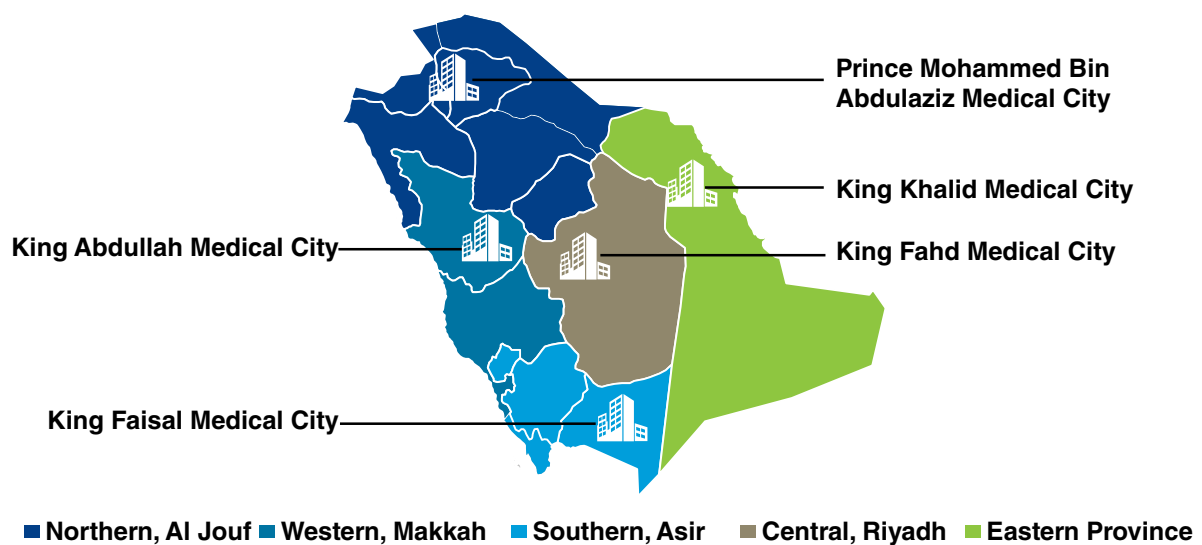 Prince Mohammed Bin
Abdulaziz Medical City
King Khalid Medical City
King Abdullah Medical City
King Fahd Medical City
King Faisal Medical City
Northern, Al Jouf
Western, Makkah
Southern, Asir
Central, Riyadh
Eastern Province